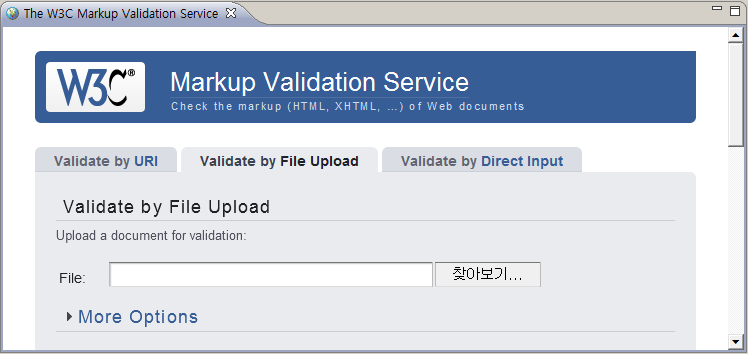 The W3C Markup Validation Service
W3C®
Markup Validation Service
Check the markup (HTML, XHTML, …) of Web documents
Validate by URI
Validate by File Upload
Validate by Direct Input
Validate by File Upload
Upload a document for validation:
File:
찾아보기...
More Options